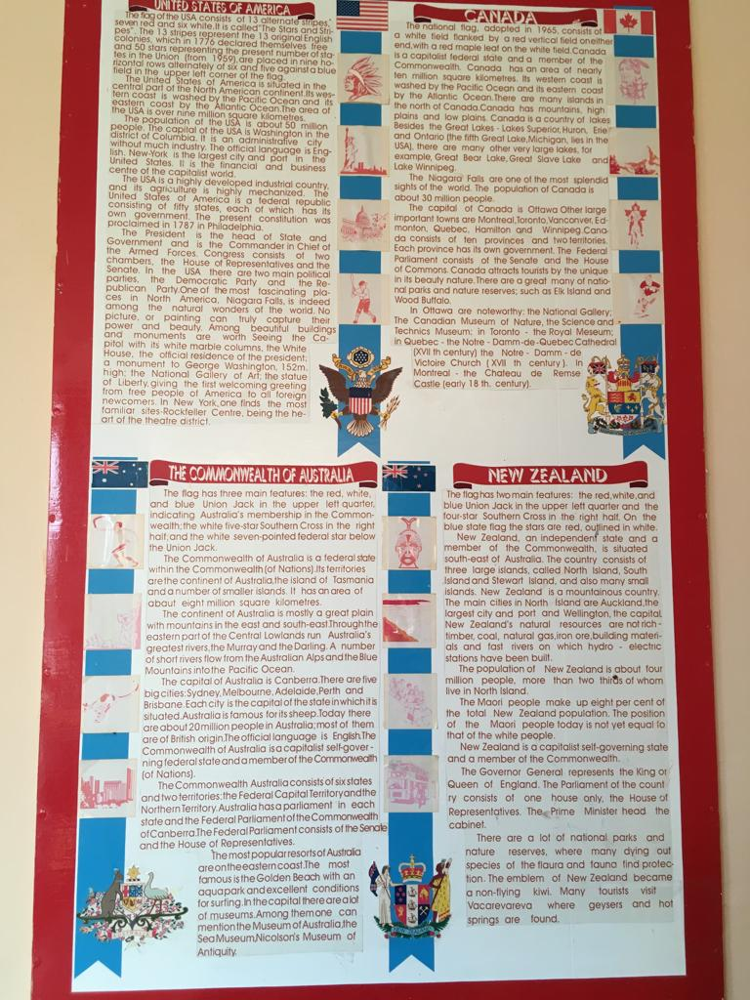 UNITED STATES OF AMERICA
The flag of the USA consists of 13 alternate stripes,
seven red and six white. It is called "The Stars and Stri-
pes". The 13 stripes represent the 13 original English
colonies, which in 1776 declared themselves free
and 50 stars representing the present number of sta-
tes in the Union (from 1959), are placed in nine ho-
rizontal rows alternately of six and five against a blue
field in the upper left corner of the flag.
The United States of America is situated in the
central part of the North American continent. Its wes-
tern coast is washed by the Pacific Ocean and its
eastern coast by the Atlantic Ocean. The area of
the USA is over nine million square kilometres.
The population of the USA is about 50 million
people. The capital of the USA is Washington in the
district of Columbia. It is an administrative city
without much industry. The official language is Eng-
lish. New-York is the largest city and port in the
United States. It is the financial and business
centre of the capitalist world.
The USA is a highly developed industrial country,
and its agriculture is highly mechanized. The
United States of America is a federal republic
consisting of fifty states, each of which has its
own government. The present constitution was
proclaimed in 1787 in Philadelphia.
The President is the head of State and
Government and is the Commander in Chief of
the Armed Forces. Congress consists of two
chambers, the House of Representatives and the
Senate. In the USA there are two main political
parties, the Democratic Party and the Re-
publican Party. One of the most fascinating pla-
ces in North America, Niagara Falls, is indeed
among the natural wonders of the world. No
picture, or painting can truly capture their
power and beauty. Among beautiful buildings
and monuments are worth Seeing the Ca-
pitol with its white marble columns, the White
House, the official residence of the president;
a monument to George Washington, 152m.
high; the National Gallery of Art; the statue
of Liberty, giving the first welcoming greeting
from free people of America to all foreign
newcomers. In New York, one finds the most
familiar sites-Rockfeller Centre, being the he-
art of the theatre district.
CANADA
The national flag, adopted in 1965, consists of
a white field flanked by a red vertical field on either
end, with a red maple leaf on the white field. Canada
is a capitalist federal state and a member of the
Commonwealth. Canada has an area of nearly
ten million square kilometres. Its western coast is
washed by the Pacific Ocean and its eastern coast
by the Atlantic Ocean. There are many islands in
the north of Canada. Canada has mountains, high
plains and low plains. Canada is a country of lakes
Besides the Great Lakes - Lakes Superior, Huron, Erie
and Ontario (the fifth Great Lake, Michigan, lies in the
USA), there are many other very large lakes, for
example, Great Bear Lake, Great Slave Lake and
Lake Winnipeg.
The Niagara Falls are one of the most splendid
sights of the world. The population of Canada is
about 30 million people.
The capital of Canada is Ottawa Other large
important towns are Montreal, Toronto, Vanconver, Ed-
monton, Quebec, Hamilton and Winnipeg. Cana-
da consists of ten provinces and two territories.
Each province has its own government. The Federal
Parliament consists of the Senate and the House
of Commons. Canada attracts tourists by the unique
in its beauty nature. There are a great many of natio-
nal parks and nature reserves; such as Elk Island and
Wood Buffalo.
In Ottawa are noteworthy: the National Gallery;
The Canadian Museum of Nature, the Science and
Technics Museum; in Toronto - the Royal Meseum;
in Quebec - the Notre - Damm-de-Quebec Cathedral
(XVII th century) the Notre - Damm - de
Victoire Church ( XVII th century ). In
Montreal - the Chateau de Remse
Castle (early 18 th. century).
THE COMMONWEALTH OF AUSTRALIA
The flag has three main features: the red, white,
and blue Union Jack in the upper left quarter,
indicating Australia's membership in the Common-
wealth; the white five-star Southern Cross in the right
half; and the white seven-pointed federal star below
the Union Jack.
The Commonwealth of Australia is a federal state
within the Commonwealth (of Nations). Its territories
are the continent of Australia, the island of Tasmania
and a number of smaller islands. It has an area of
abaut eight million square kilometres.
The continent of Australia is mostly a great plain
with mountains in the east and south-east. Through the
eastern part of the Central Lowlands run Australia's
greatest rivers, the Murray and the Darling. A number
of short rivers flow from the Australian Alps and the Blue
Mountains into the Pacific Ocean.
The capital of Australia is Canberra. There are five
big cities: Sydney, Melbourne, Adelaide, Perth and
Brisbane. Each city is the capital of the state in which it is
situated. Australia is famous for its sheep. Today there
are about 20 million people in Australia; most of them
are of British origin. The official language is English. The
Commonwealth of Australia is a capitalist self-gover-
ning federal state and a member of the Commonwealth
(of Nations).
The Commonwealth Australia consists of six states
and two territories: the Federal Capital Territory and the
Northern Territory. Australia has a parliament in each
state and the Federal Parliament of the Commonwealth
of Canberra. The Federal Parliament consists of the Senate
and the House of Representatives.
The most popular resorts of Australia
are on the eastern coast. The most
famous is the Golden Beach with an
aquapark and excellent conditions
for surfing. In the capital there are a lot
of museums. Among them one can
mention the Museum of Australia, the
Sea Museum, Nicolson's Museum of
Antiquity.
NEW ZEALAND
The flag has two main features: the red, white, and
blue Union Jack in the upper left quarter and the
four-star Southern Cross in the right half. On the
blue state flag the stars are red, outlined in white.
New Zealand, an independent state and a
member of the Commonwealth, is situated
south-east of Australia. The country consists of
three large islands, called North Island, South
Island and Stewart Island, and also many small
islands. New Zealand is a mountainous country.
The main cities in North Island are Auckland, the
largest city and port and Wellington, the capital.
New Zealand's natural resources are not rich -
timber, coal, natural gas, iron ore, building materi-
als and fast rivers on which hydro - electric
stations have been built.
The population of New Zealand is about four
million people, more than two thirds of whom
live in North Island.
The Maori people make up eight per cent of
the total New Zealand population. The position
of the Maori people today is not yet equal to
that of the white people.
New Zealand is a capitalist self-governing state
and a member of the Commonwealth.
The Governor General represents the King or
Queen of England. The Parliament of the count
ry consists of one house only, the House of
Representatives. The Prime Minister head the
cabinet.
There are a lot of national parks and
nature reserves, where many dying out
species of the flaura and fauna find protec-
tion. The emblem of New Zealand became
a non-flying kiwi. Many tourists visit
Vacarevareva where geysers and hot
springs are found.